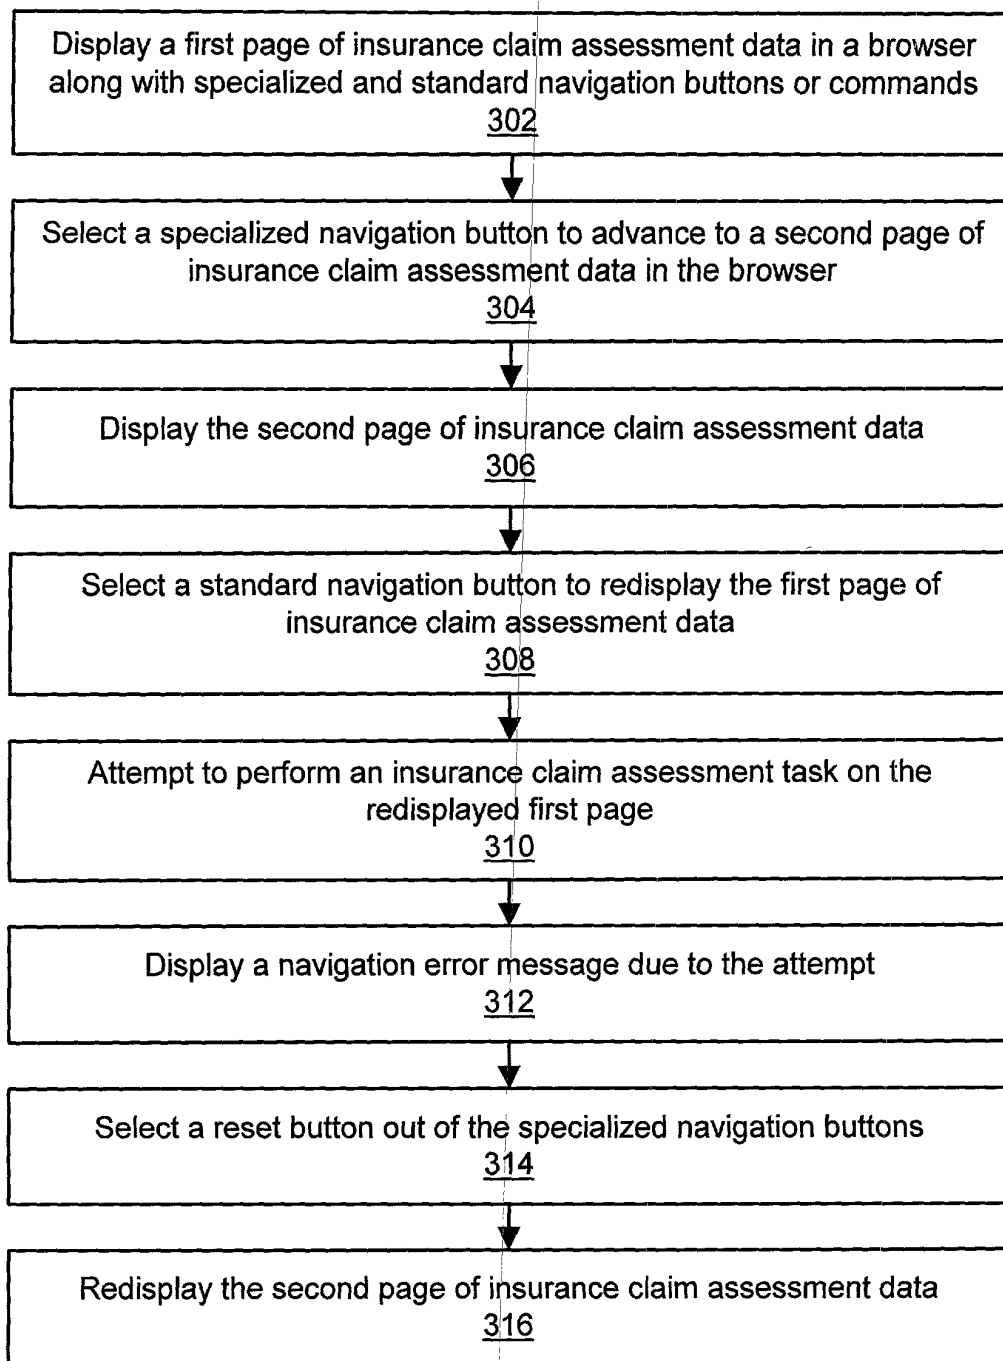 Display a first page of insurance claim assessment data in a browser
along with specialized and standard navigation buttons or commands
302
Select a specialized navigation button to advance to a second page of
insurance claim assessment data in the browser
304
Display the second page of insurance claim assessment data
306
Select a standard navigation button to redisplay the first page of
insurance claim assessment data
308
Attempt to perform an insurance claim assessment task on the
redisplayed first page
310
Display a navigation error message due to the attempt
312
Select a reset button out of the specialized navigation buttons
314
Redisplay the second page of insurance claim assessment data
316